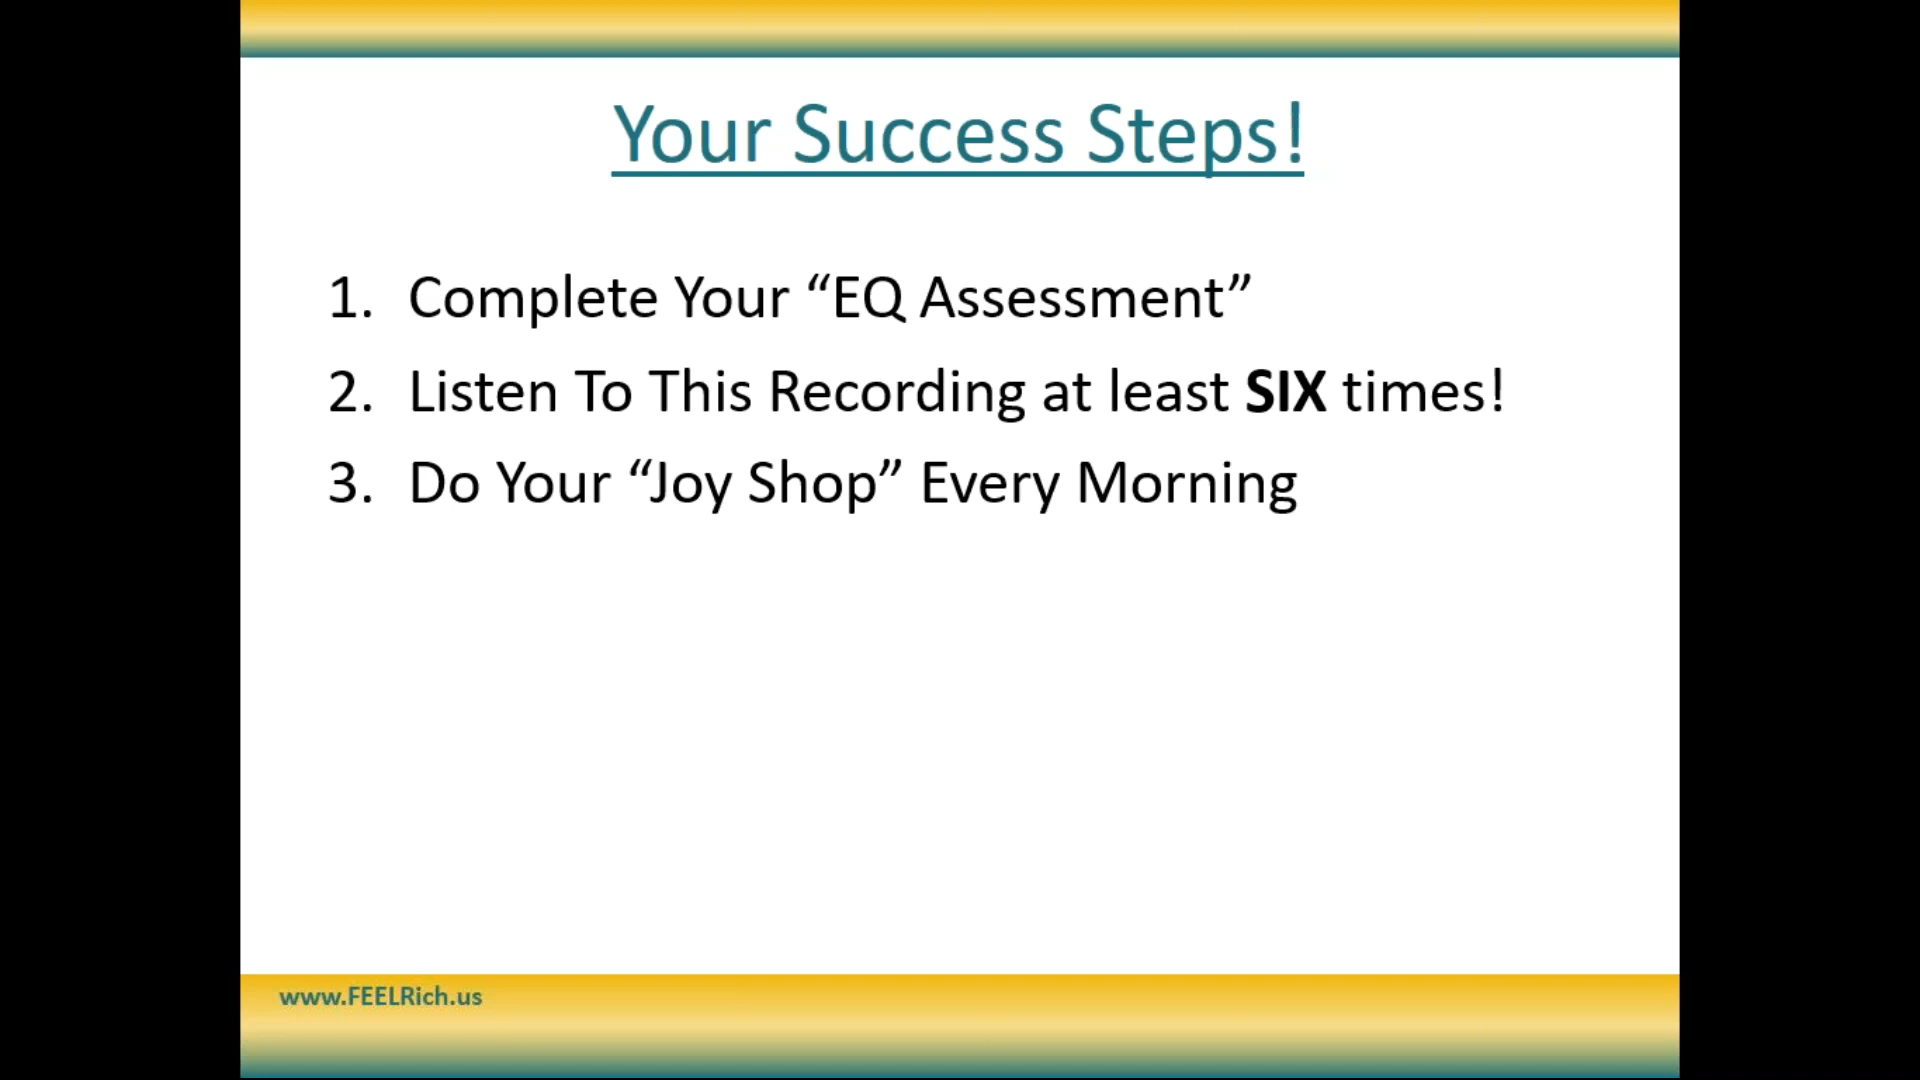 Your Success Steps!
1. Complete Your “EQ Assessment”
2. Listen To This Recording at least SIX times!
3. Do Your “Joy Shop” Every Morning
www.FEELRich.us